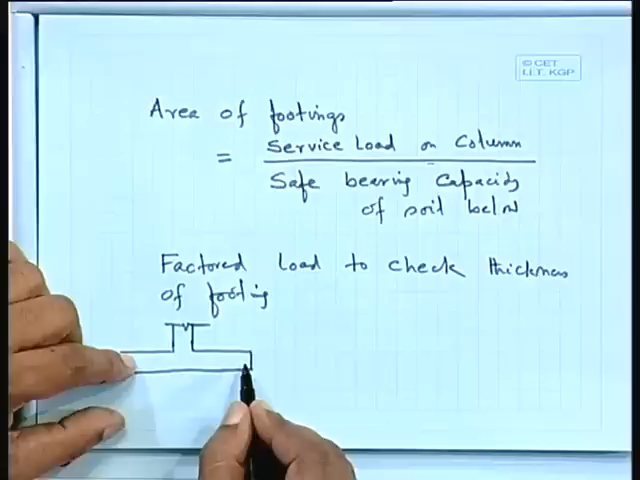 © CET
I.I.T. KGP
Area of footings
= Service Load on Column
Safe bearing Capacity
of soil below
Factored load to check thickness
of footing